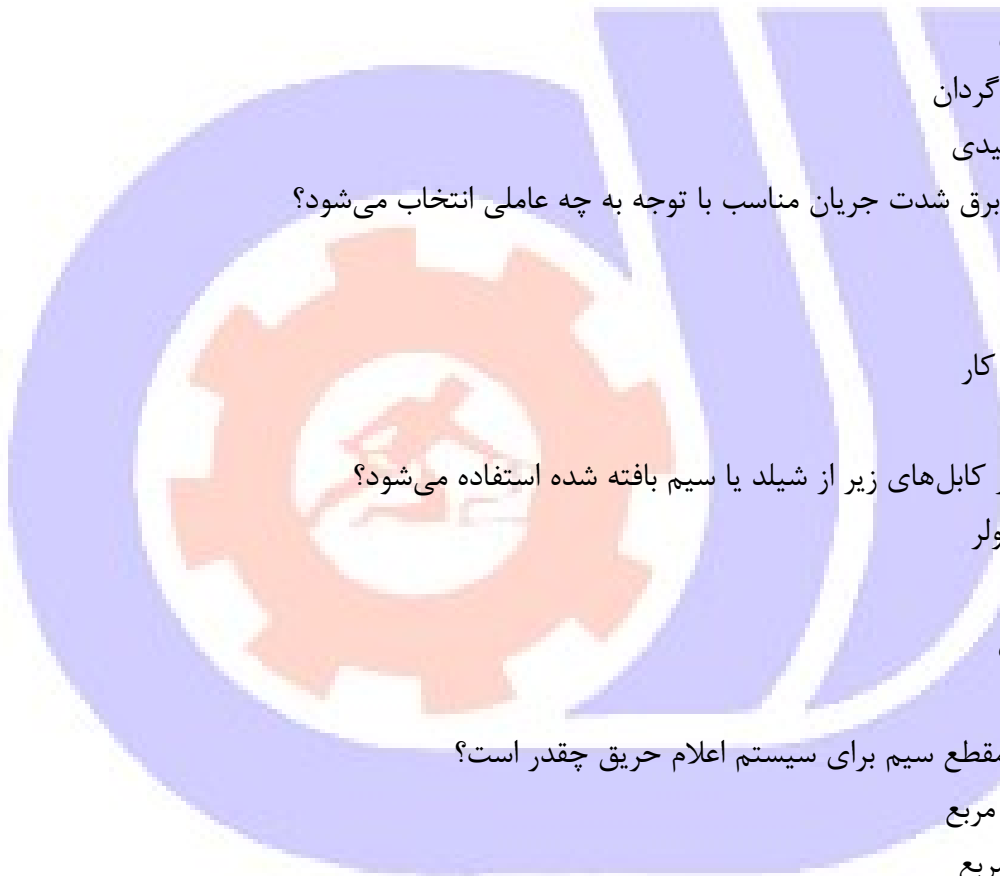 گردان
یدی
برق شدت جریان مناسب با توجه به چه عاملی انتخاب می‌شود؟
کار
کابل‌های زیر از شیلد یا سیم بافته شده استفاده می‌شود؟
ولر
مقطع سیم برای سیستم اعلام حریق چقدر است؟
مربع
مربع